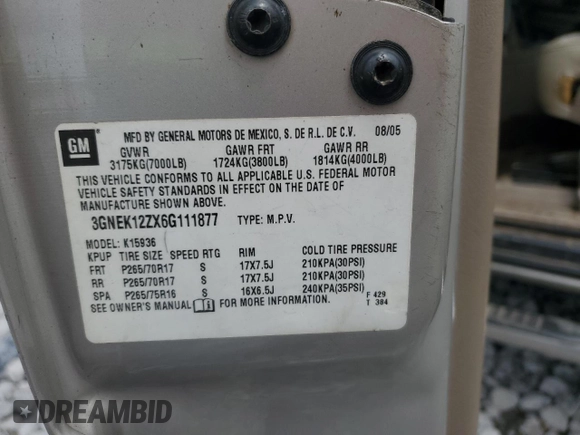 GM
MFD BY GENERAL MOTORS DE MEXICO, S. DE R.L. DE C.V. 08/05
GVWR GAWR FRT GAWR RR
3175KG(7000LB) 1724KG(3800LB) 1814KG(4000LB)
THIS VEHICLE CONFORMS TO ALL APPLICABLE U.S. FEDERAL MOTOR
VEHICLE SAFETY STANDARDS IN EFFECT ON THE DATE OF
MANUFACTURE SHOWN ABOVE.
3GNEK12ZX6G111877 TYPE: M.P.V.
MODEL: K15936
KPUP TIRE SIZE SPEED RTG RIM COLD TIRE PRESSURE
FRT P265/70R17 S 17X7.5J 210KPA(30PSI)
RR P265/70R17 S 17X7.5J 210KPA(30PSI)
SPA P265/75R16 S 16X6.5J 240KPA(35PSI)
SEE OWNER'S MANUAL FOR MORE INFORMATION.
F 429
T 384
DREAMBID